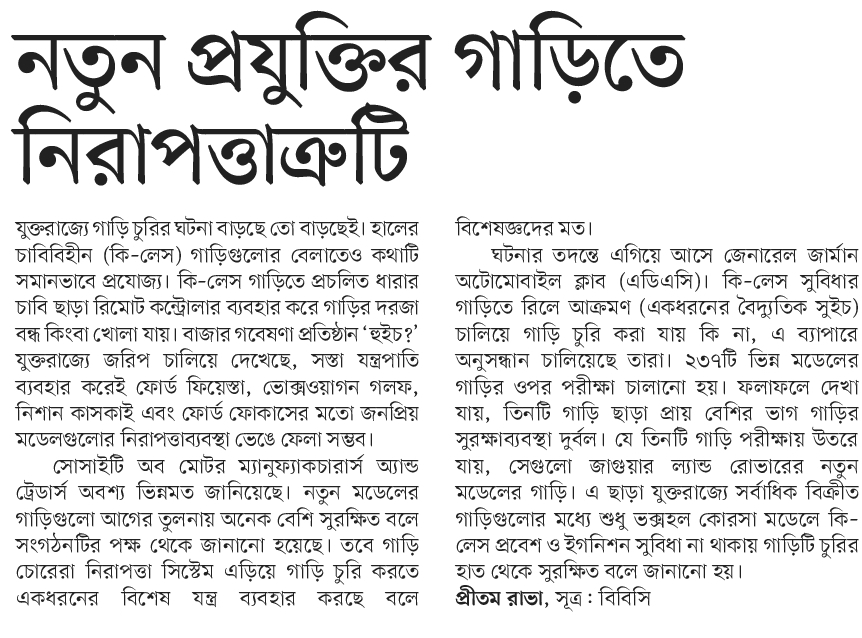 নতুন প্রযুক্তির গাড়িতে
নিরাপত্তাত্রুটি
যুক্তরাজ্যে গাড়ি চুরির ঘটনা বাড়ছে তো বাড়ছেই। হালের
চাবিবিহীন (কি-লেস) গাড়িগুলোর বেলাতেও কথাটি
সমানভাবে প্রযোজ্য। কি-লেস গাড়িতে প্রচলিত ধারার
চাবি ছাড়া রিমোট কন্ট্রোলার ব্যবহার করে গাড়ির দরজা
বন্ধ কিংবা খোলা যায়। বাজার গবেষণা প্রতিষ্ঠান ‘হুইচ?’
যুক্তরাজ্যে জরিপ চালিয়ে দেখেছে, সস্তা যন্ত্রপাতি
ব্যবহার করেই ফোর্ড ফিয়েস্তা, ভোক্সওয়াগন গলফ,
নিশান কাসকাই এবং ফোর্ড ফোকাসের মতো জনপ্রিয়
মডেলগুলোর নিরাপত্তাব্যবস্থা ভেঙে ফেলা সম্ভব।
সোসাইটি অব মোটর ম্যানুফ্যাকচারার্স অ্যান্ড
ট্রেডার্স অবশ্য ভিন্নমত জানিয়েছে। নতুন মডেলের
গাড়িগুলো আগের তুলনায় অনেক বেশি সুরক্ষিত বলে
সংগঠনটির পক্ষ থেকে জানানো হয়েছে। তবে গাড়ি
চোরেরা নিরাপত্তা সিস্টেম এড়িয়ে গাড়ি চুরি করতে
একধরনের বিশেষ যন্ত্র ব্যবহার করছে বলে
বিশেষজ্ঞদের মত।
ঘটনার তদন্তে এগিয়ে আসে জেনারেল জার্মান
অটোমোবাইল ক্লাব (এডিএসি)। কি-লেস সুবিধার
গাড়িতে রিলে আক্রমণ (একধরনের বৈদ্যুতিক সুইচ)
চালিয়ে গাড়ি চুরি করা যায় কি না, এ ব্যাপারে
অনুসন্ধান চালিয়েছে তারা। ২৩৭টি ভিন্ন মডেলের
গাড়ির ওপর পরীক্ষা চালানো হয়। ফলাফলে দেখা
যায়, তিনটি গাড়ি ছাড়া প্রায় বেশির ভাগ গাড়ির
সুরক্ষাব্যবস্থা দুর্বল। যে তিনটি গাড়ি পরীক্ষায় উতরে
যায়, সেগুলো জাগুয়ার ল্যান্ড রোভারের নতুন
মডেলের গাড়ি। এ ছাড়া যুক্তরাজ্যে সর্বাধিক বিক্রীত
গাড়িগুলোর মধ্যে শুধু ভক্সহল কোরসা মডেলে কি-
লেস প্রবেশ ও ইগনিশন সুবিধা না থাকায় গাড়িটি চুরির
হাত থেকে সুরক্ষিত বলে জানানো হয়।
প্রীতম রাভা, সূত্র : বিবিসি